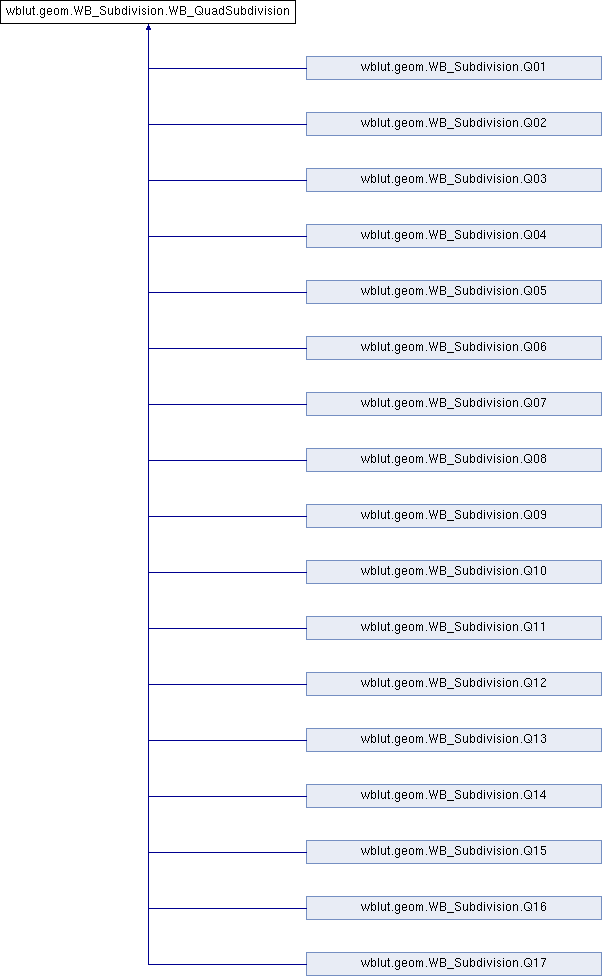 wblut.geom.WB_Subdivision.WB_QuadSubdivision
wblut.geom.WB_Subdivision.Q01
wblut.geom.WB_Subdivision.Q02
wblut.geom.WB_Subdivision.Q03
wblut.geom.WB_Subdivision.Q04
wblut.geom.WB_Subdivision.Q05
wblut.geom.WB_Subdivision.Q06
wblut.geom.WB_Subdivision.Q07
wblut.geom.WB_Subdivision.Q08
wblut.geom.WB_Subdivision.Q09
wblut.geom.WB_Subdivision.Q10
wblut.geom.WB_Subdivision.Q11
wblut.geom.WB_Subdivision.Q12
wblut.geom.WB_Subdivision.Q13
wblut.geom.WB_Subdivision.Q14
wblut.geom.WB_Subdivision.Q15
wblut.geom.WB_Subdivision.Q16
wblut.geom.WB_Subdivision.Q17